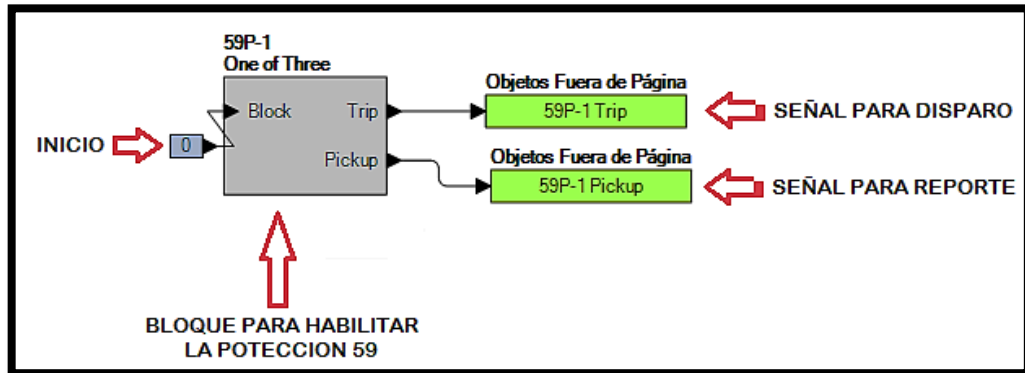 59P-1
One of Three
Block
Trip
Pickup
INICIO
0
Objetos Fuera de Página
59P-1 Trip
SEÑAL PARA DISPARO
Objetos Fuera de Página
59P-1 Pickup
SEÑAL PARA REPORTE
BLOQUE PARA HABILITAR
LA POTECCION 59